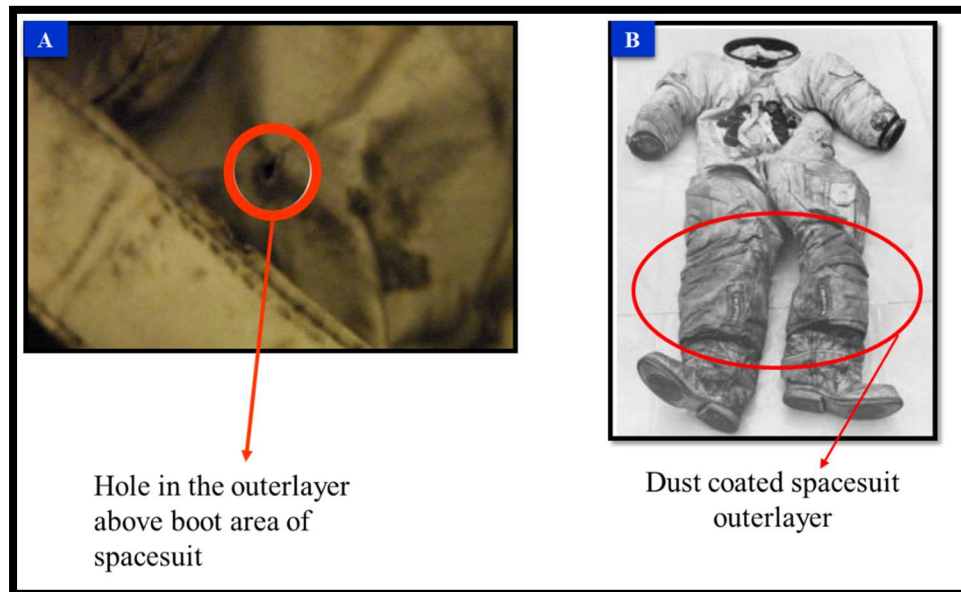 A
B
Hole in the outerlayer
above boot area of
spacesuit
Dust coated spacesuit
outerlayer